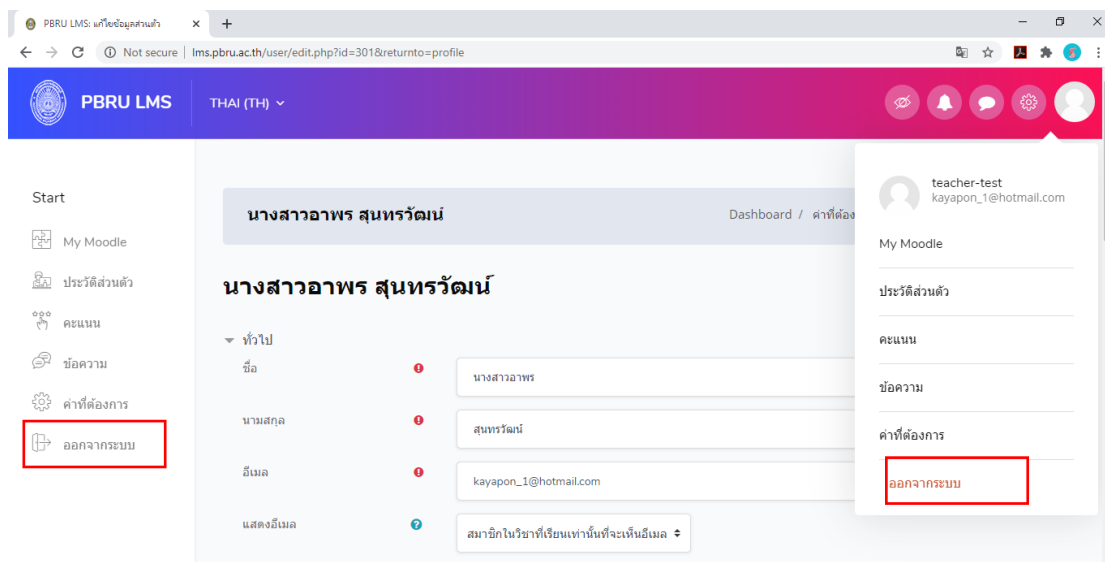 PBRU LMS: แก้ไขข้อมูลส่วนตัว
Not secure | lms.pbru.ac.th/user/edit.php?id=301&returnto=profile
PBRU LMS
THAI (TH)
Start
My Moodle
ประวัติส่วนตัว
คะแนน
ข้อความ
ค่าที่ต้องการ
ออกจากระบบ
นางสาวอาพร สุนทรวัฒน์
Dashboard / ค่าที่ต้อง
นางสาวอาพร สุนทรวัฒน์
ทั่วไป
ชื่อ
นางสาวอาพร
นามสกุล
สุนทรวัฒน์
อีเมล
kayapon_1@hotmail.com
แสดงอีเมล
สมาชิกในวิชาที่เรียนเท่านั้นที่จะเห็นอีเมล
teacher-test
kayapon_1@hotmail.com
My Moodle
ประวัติส่วนตัว
คะแนน
ข้อความ
ค่าที่ต้องการ
ออกจากระบบ